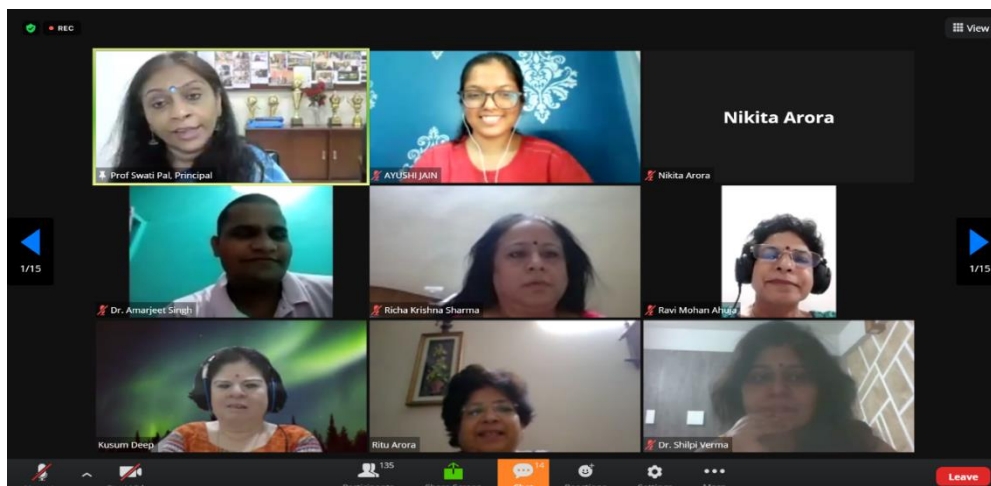 REC
View
Prof Swati Pal, Principal
AYUSHI JAIN
Nikita Arora
Nikita Arora
Dr. Amarjeet Singh
Richa Krishna Sharma
Ravi Mohan Ahuja
1/15
1/15
Kusum Deep
Ritu Arora
Dr. Shilpi Verma
135
14
Leave